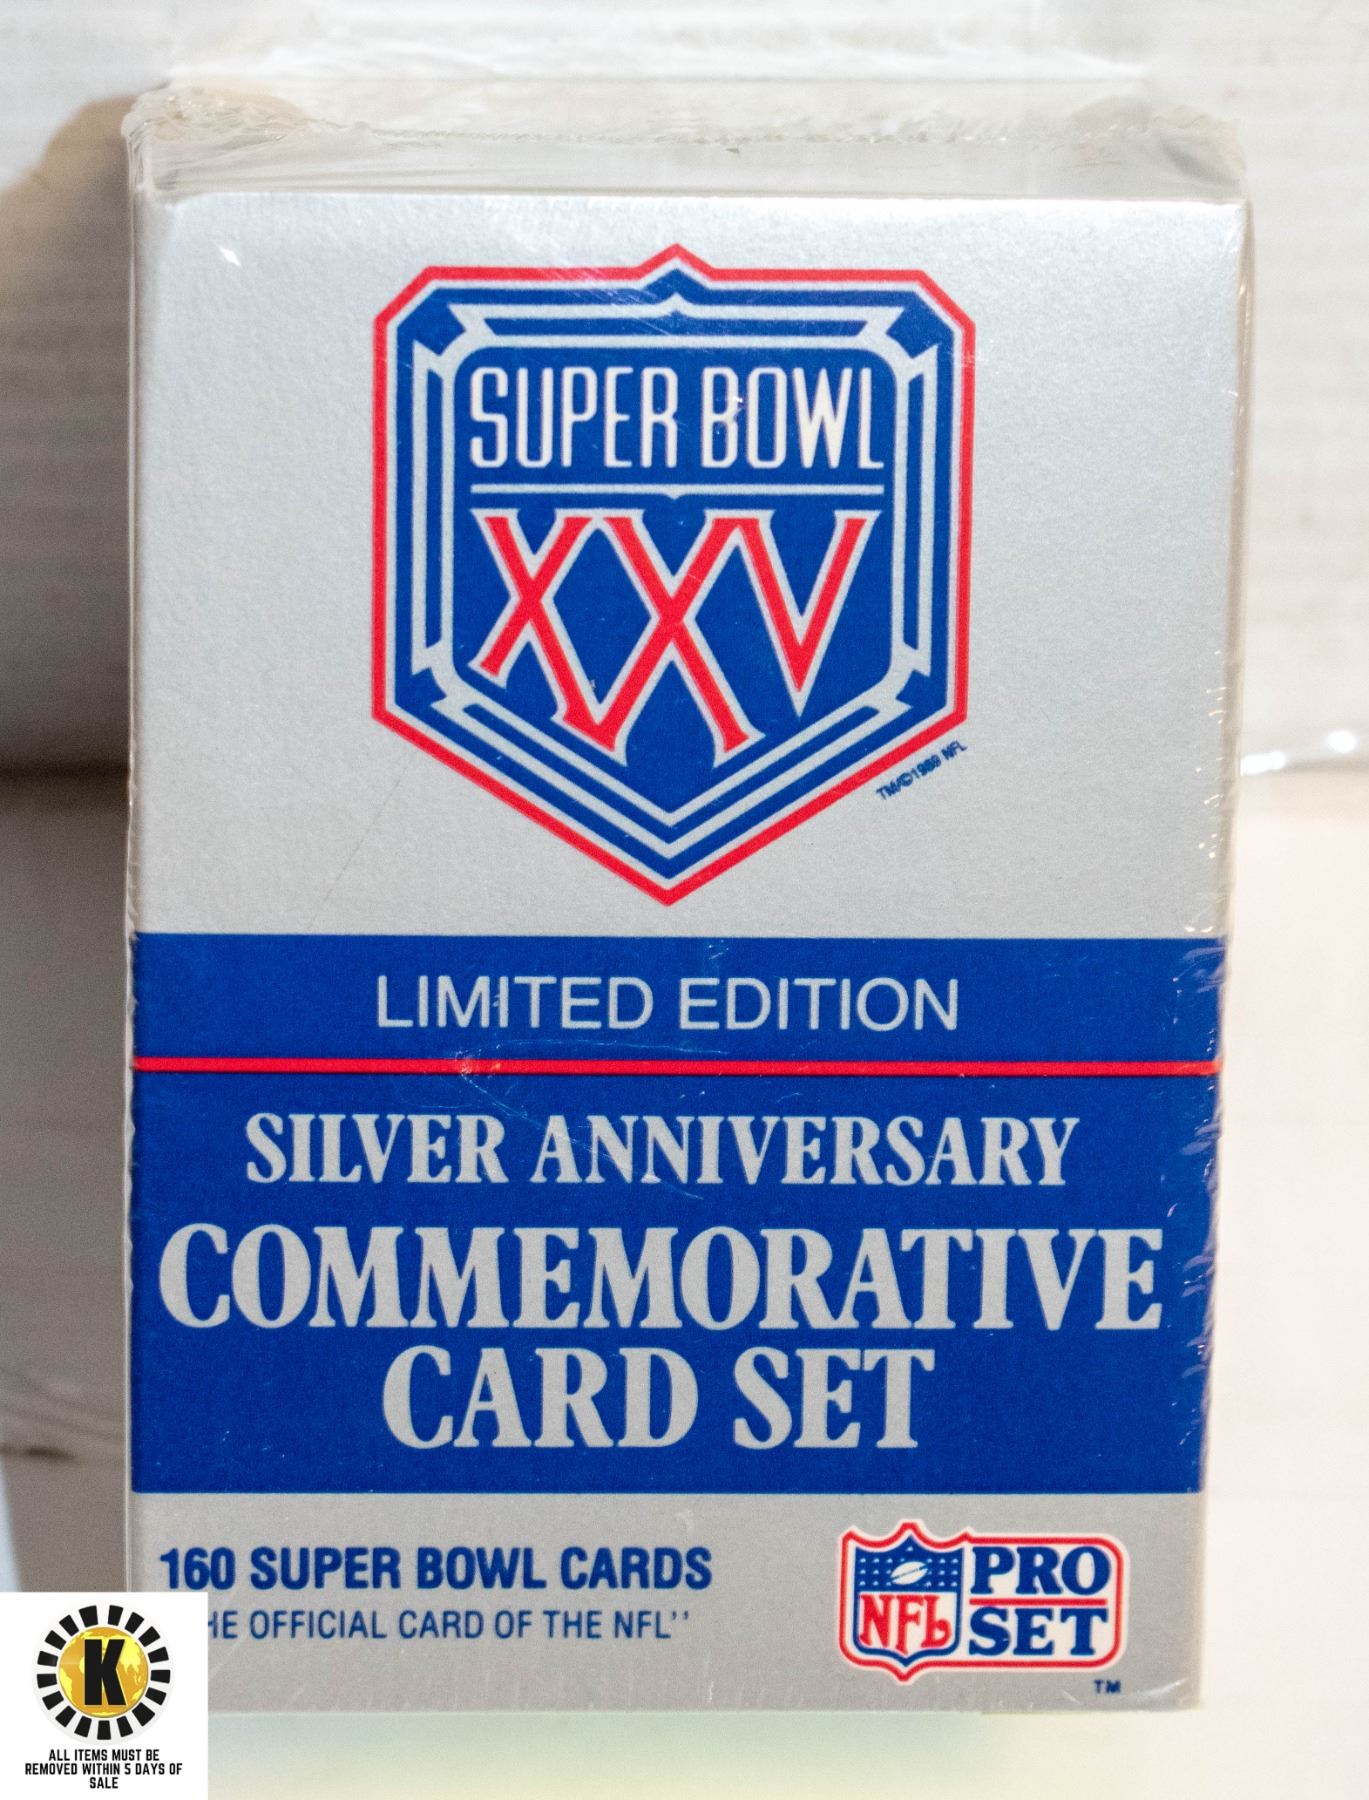 SUPER BOWL
XXV
TM/©1989 NFL
LIMITED EDITION
SILVER ANNIVERSARY
COMMEMORATIVE
CARD SET
160 SUPER BOWL CARDS
HE OFFICIAL CARD OF THE NFL''
NFL PRO
SET
TM
K
ALL ITEMS MUST BE
REMOVED WITHIN 5 DAYS OF
SALE